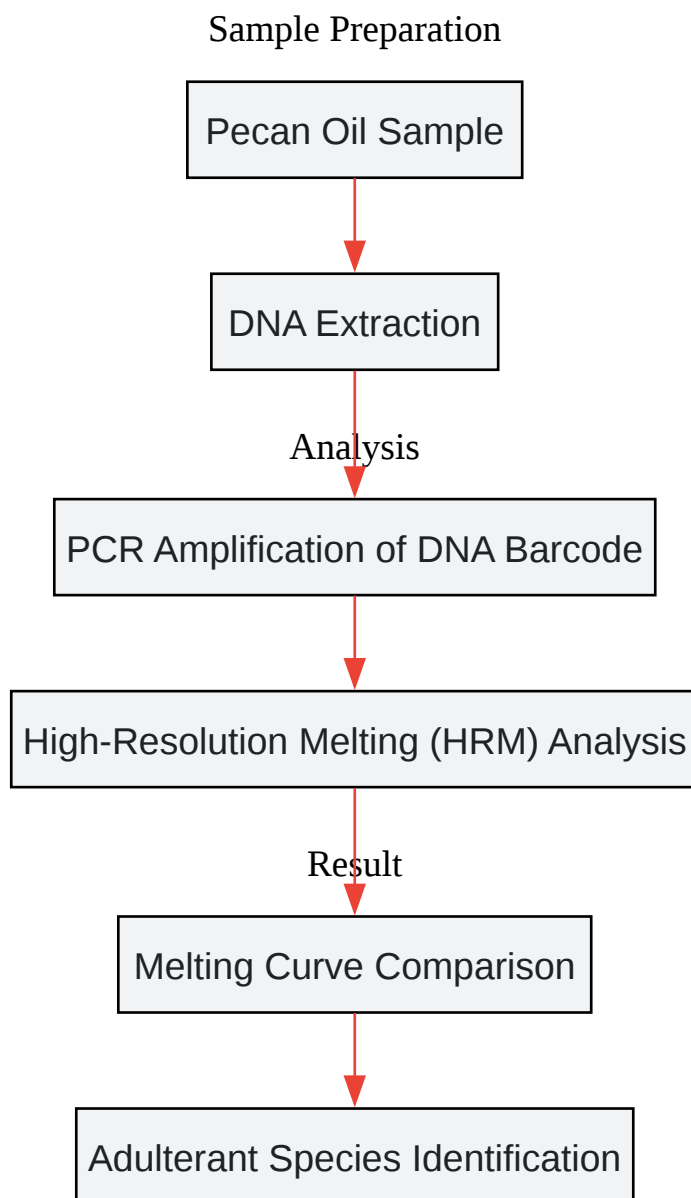 Sample Preparation
Pecan Oil Sample
DNA Extraction
Analysis
PCR Amplification of DNA Barcode
High-Resolution Melting (HRM) Analysis
Result
Melting Curve Comparison
Adulterant Species Identification